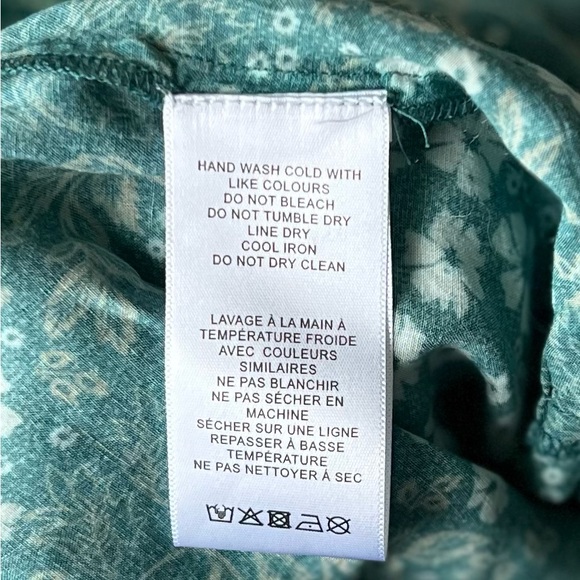 HAND WASH COLD WITH
LIKE COLOURS
DO NOT BLEACH
DO NOT TUMBLE DRY
LINE DRY
COOL IRON
DO NOT DRY CLEAN
LAVAGE À LA MAIN À
TEMPÉRATURE FROIDE
AVEC COULEURS
SIMILAIRES
NE PAS BLANCHIR
NE PAS SÉCHER EN
MACHINE
SÉCHER SUR UNE LIGNE
REPASSER À BASSE
TEMPÉRATURE
NE PAS NETTOYER À SEC